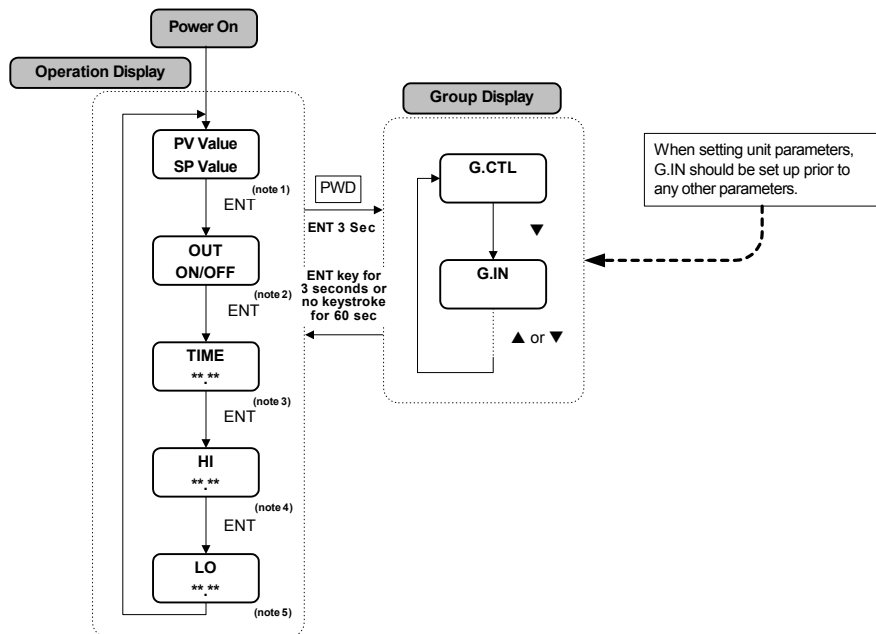 Power On
Operation Display
PV Value
SP Value
(note 1)
ENT
OUT
ON/OFF
(note 2)
ENT
TIME
**.**
(note 3)
ENT
HI
**.**
(note 4)
ENT
LO
**.**
(note 5)
PWD
ENT 3 Sec
ENT key for
3 seconds or
no keystroke
for 60 sec
Group Display
G.CTL
▼
G.IN
▲ or ▼
When setting unit parameters,
G.IN should be set up prior to
any other parameters.